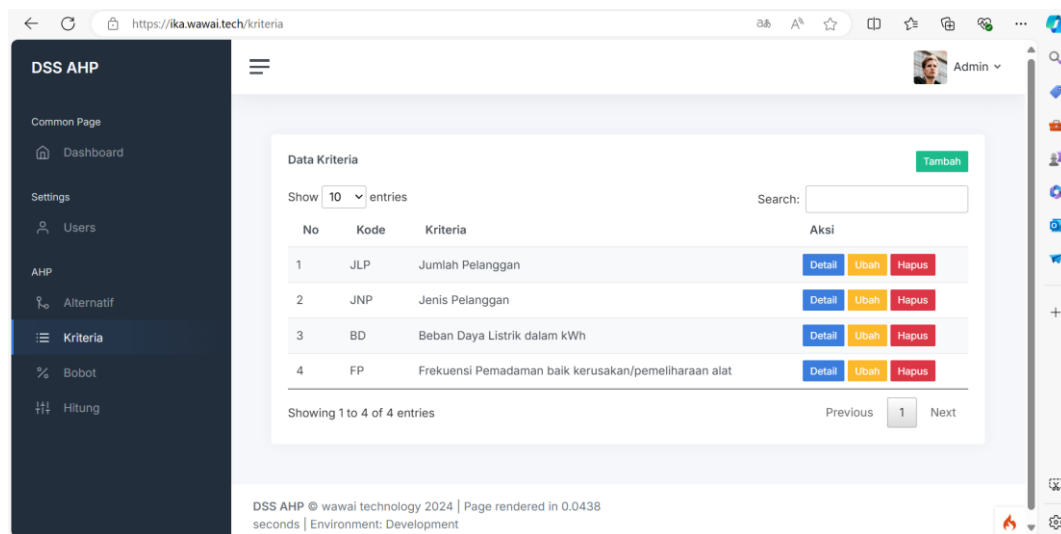 https://ika.wawai.tech/kriteria
DSS AHP
Admin
Common Page
Dashboard
Settings
Users
AHP
Alternatif
Kriteria
Bobot
Hitung
Data Kriteria
Tambah
Show 10 entries
Search:
No Kode Kriteria Aksi
1 JLP Jumlah Pelanggan Detail Ubah Hapus
2 JNP Jenis Pelanggan Detail Ubah Hapus
3 BD Beban Daya Listrik dalam kWh Detail Ubah Hapus
4 FP Frekuensi Pemadaman baik kerusakan/pemeliharaan alat Detail Ubah Hapus
Showing 1 to 4 of 4 entries
Previous 1 Next
DSS AHP © wawai technology 2024 | Page rendered in 0.0438
seconds | Environment: Development